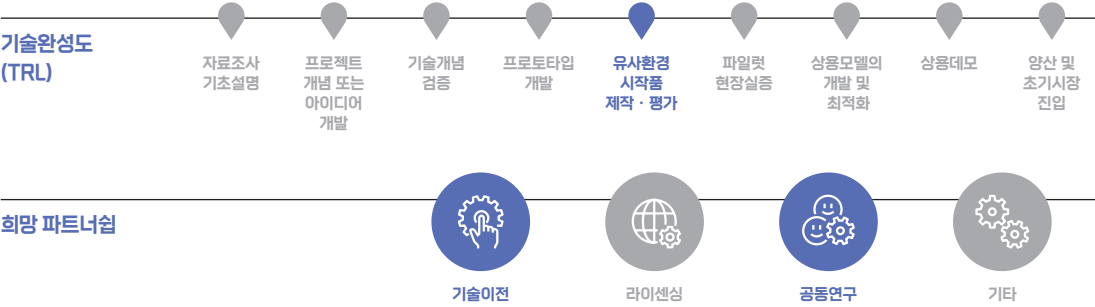 기술완성도
(TRL)
자료조사
기초설명
프로젝트
개념 또는
아이디어
개발
기술개념
검증
프로토타입
개발
유사환경
시작품
제작 · 평가
파일럿
현장실증
상용모델의
개발 및
최적화
상용데모
양산 및
초기시장
진입
희망 파트너쉽
기술이전
라이센싱
공동연구
기타